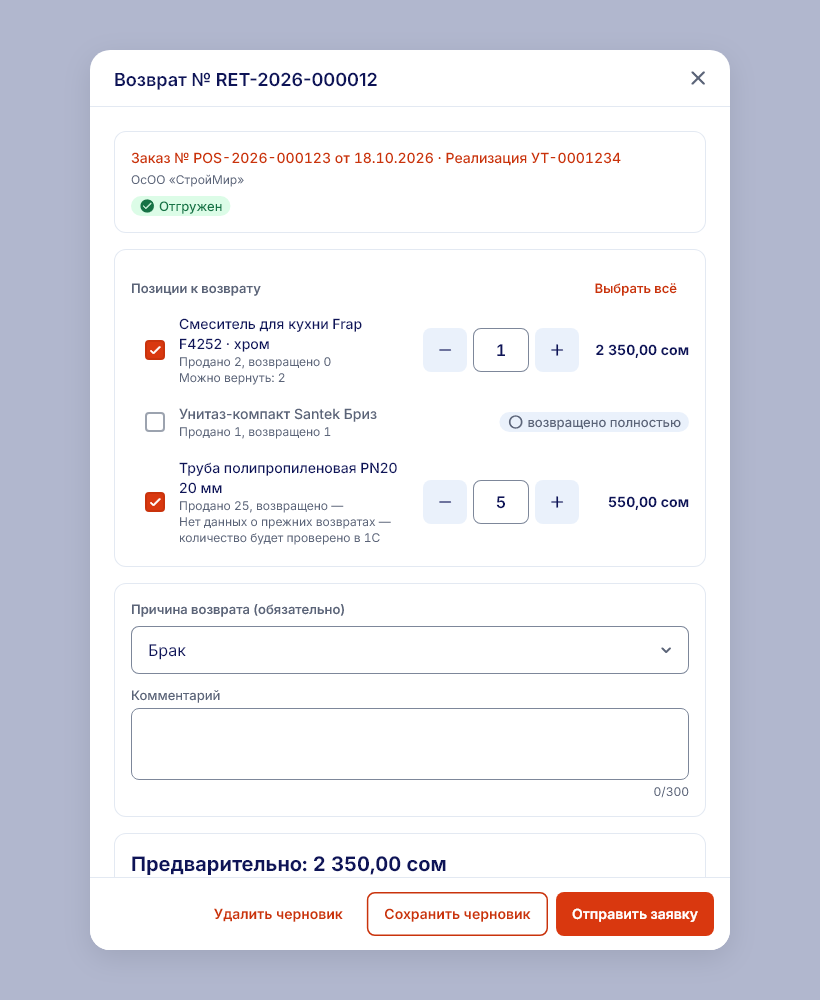 Возврат № RET-2026-000012
Заказ № POS-2026-000123 от 18.10.2026 · Реализация УТ-0001234
ОсОО «СтройМир»
Отгружен
Позиции к возврату
Выбрать всё
Смеситель для кухни Frap
F4252 · хром
Продано 2, возвращено 0
Можно вернуть: 2
1
2 350,00 сом
Унитаз-компакт Santek Бриз
Продано 1, возвращено 1
возвращено полностью
Труба полипропиленовая PN20
20 мм
Продано 25, возвращено —
Нет данных о прежних возвратах —
количество будет проверено в 1С
5
550,00 сом
Причина возврата (обязательно)
Брак
Комментарий
0/300
Предварительно: 2 350,00 сом
Удалить черновик
Сохранить черновик
Отправить заявку